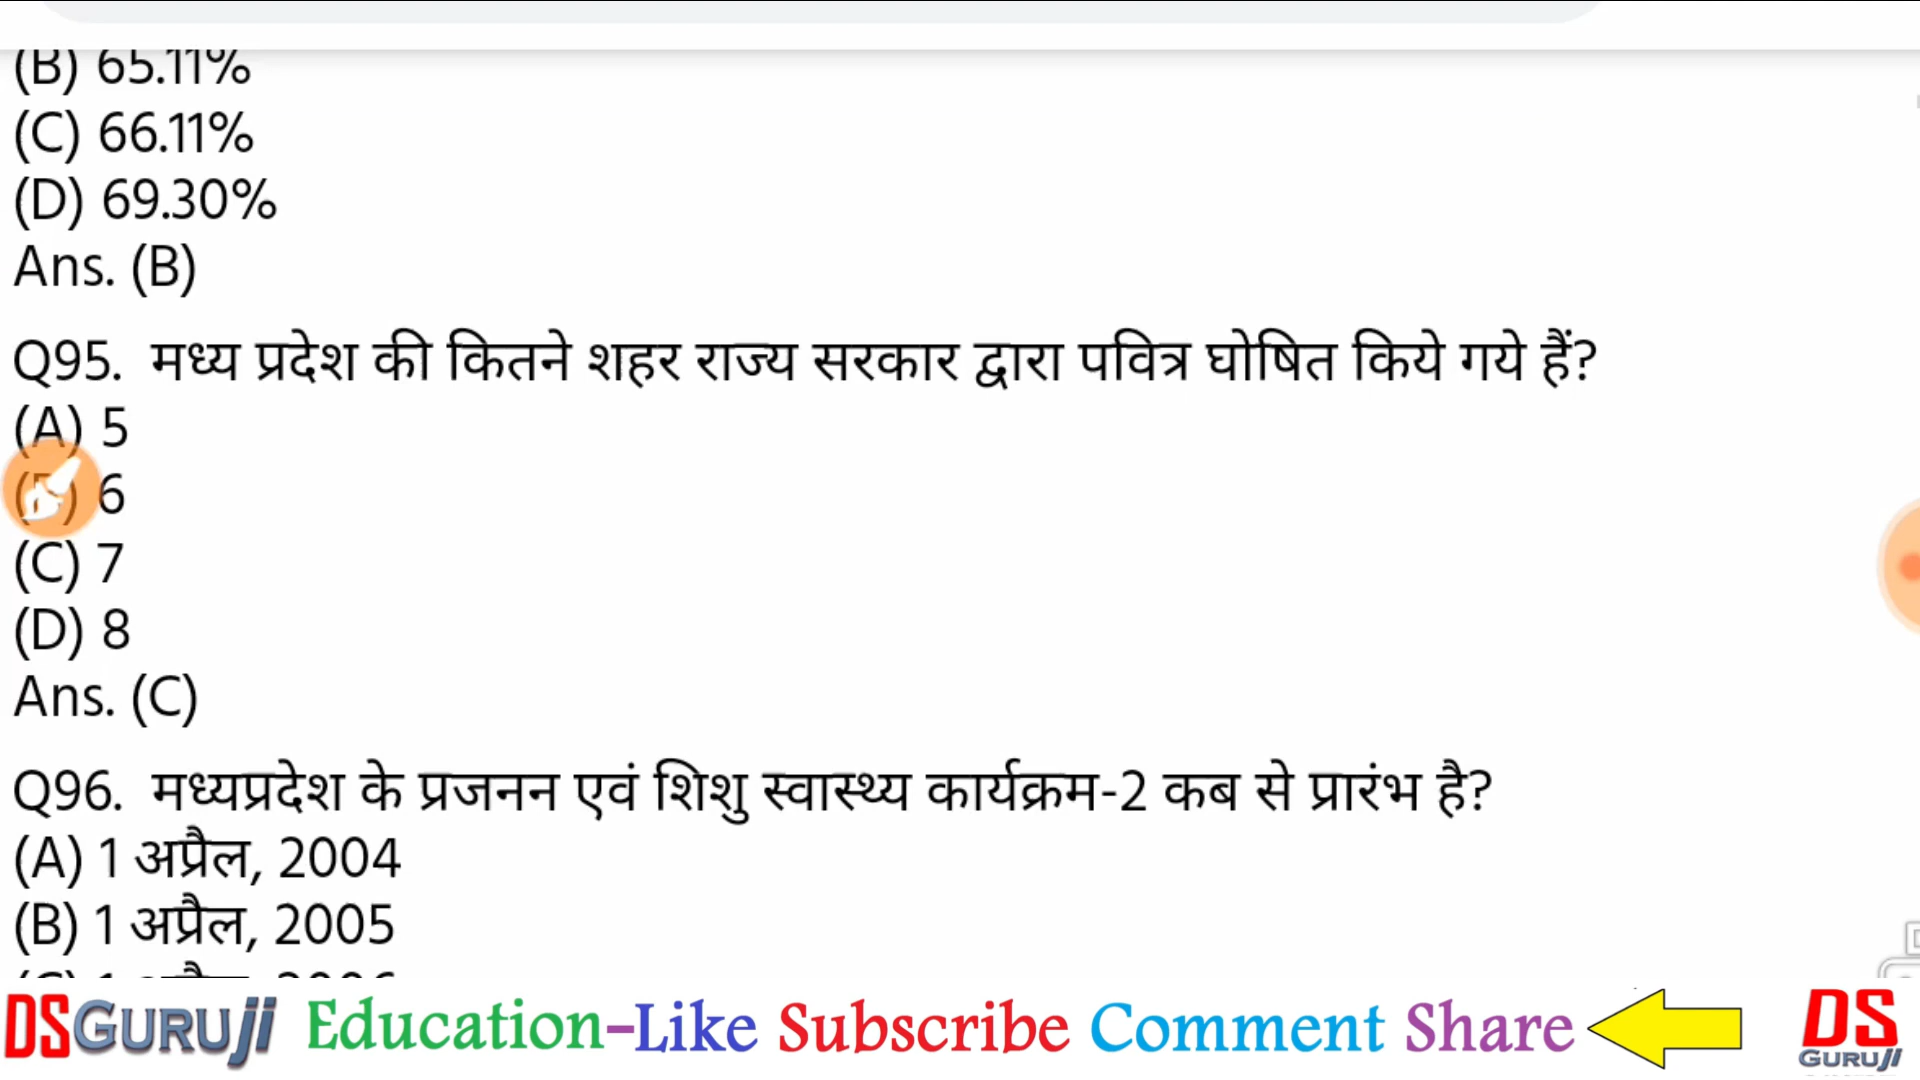 (B) 65.11%
(C) 66.11%
(D) 69.30%
Ans. (B)
Q95. मध्य प्रदेश की कितने शहर राज्य सरकार द्वारा पवित्र घोषित किये गये हैं?
(A) 5
6
(C) 7
(D) 8
Ans. (C)
Q96. मध्यप्रदेश के प्रजनन एवं शिशु स्वास्थ्य कार्यक्रम-2 कब से प्रारंभ है?
(A) 1 अप्रैल, 2004
(B) 1 अप्रैल, 2005
DSGuruji Education-Like Subscribe Comment Share DS
GURUJI